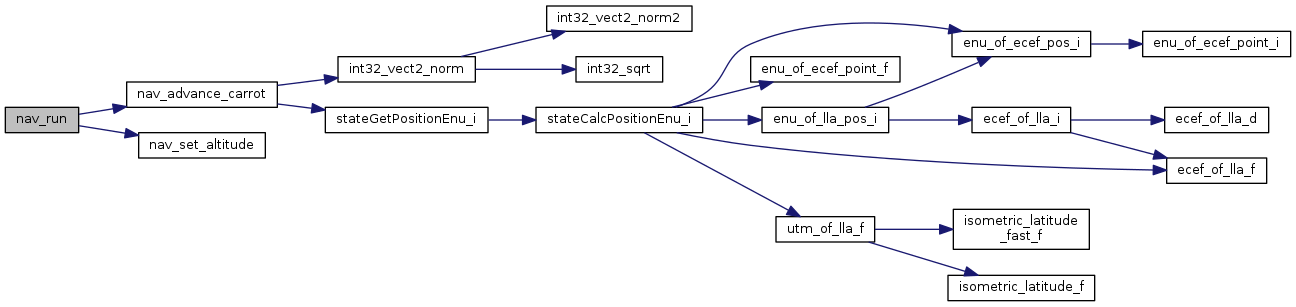 nav_run
nav_advance_carrot
nav_set_altitude
int32_vect2_norm
stateGetPositionEnu_i
int32_vect2_norm2
int32_sqrt
stateCalcPositionEnu_i
enu_of_ecef_point_f
enu_of_lla_pos_i
utm_of_lla_f
enu_of_ecef_pos_i
ecef_of_lla_i
isometric_latitude
_fast_f
isometric_latitude_f
enu_of_ecef_point_i
ecef_of_lla_d
ecef_of_lla_f